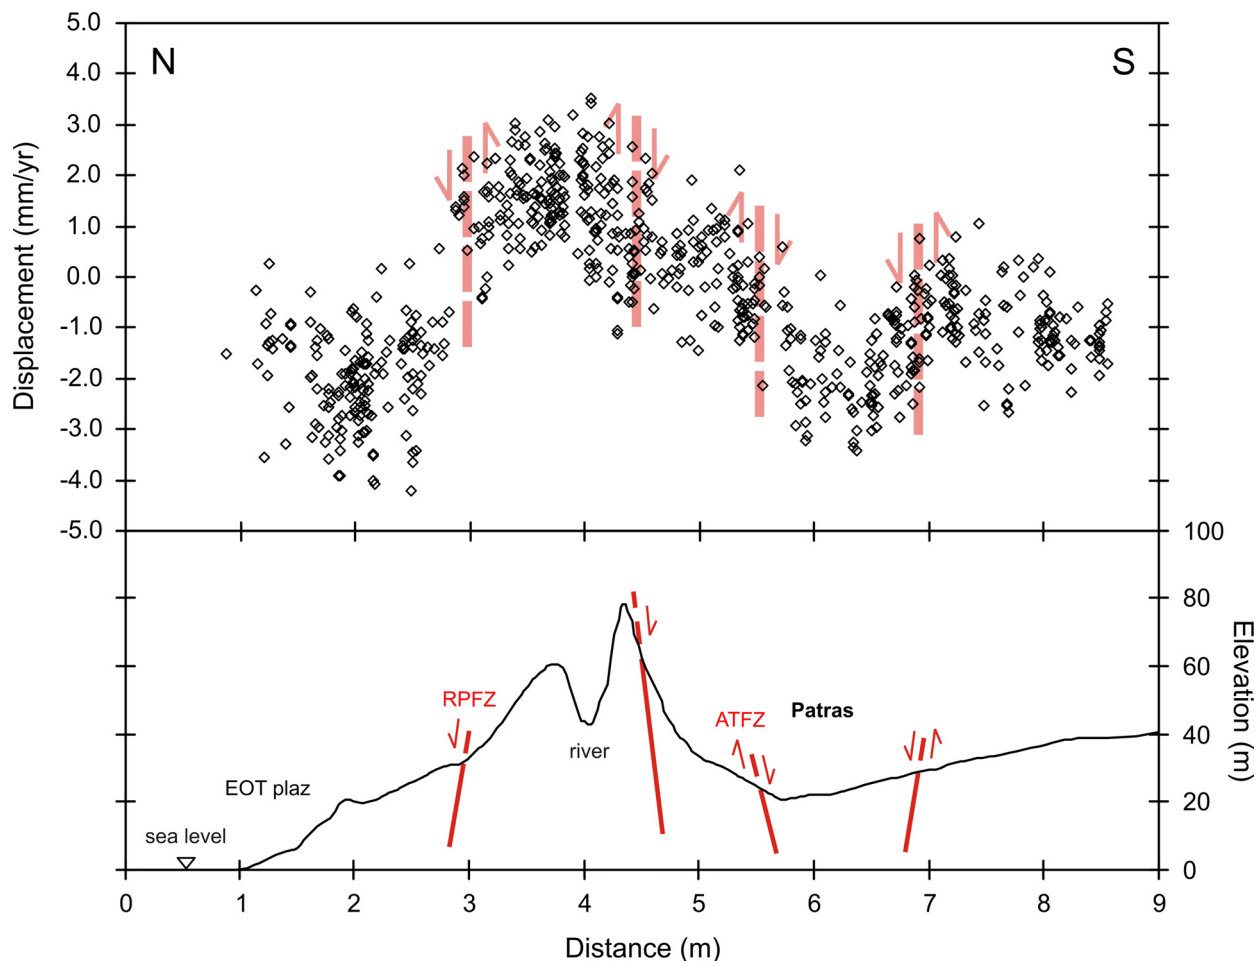 5.0
4.0
3.0
2.0
1.0
0.0
-1.0
-2.0
-3.0
-4.0
-5.0
Displacement (mm/yr)
N
S
100
80
60
40
20
0
Elevation (m)
RPFZ
ATFZ
Patras
river
EOT plaz
sea level
0 1 2 3 4 5 6 7 8 9
Distance (m)